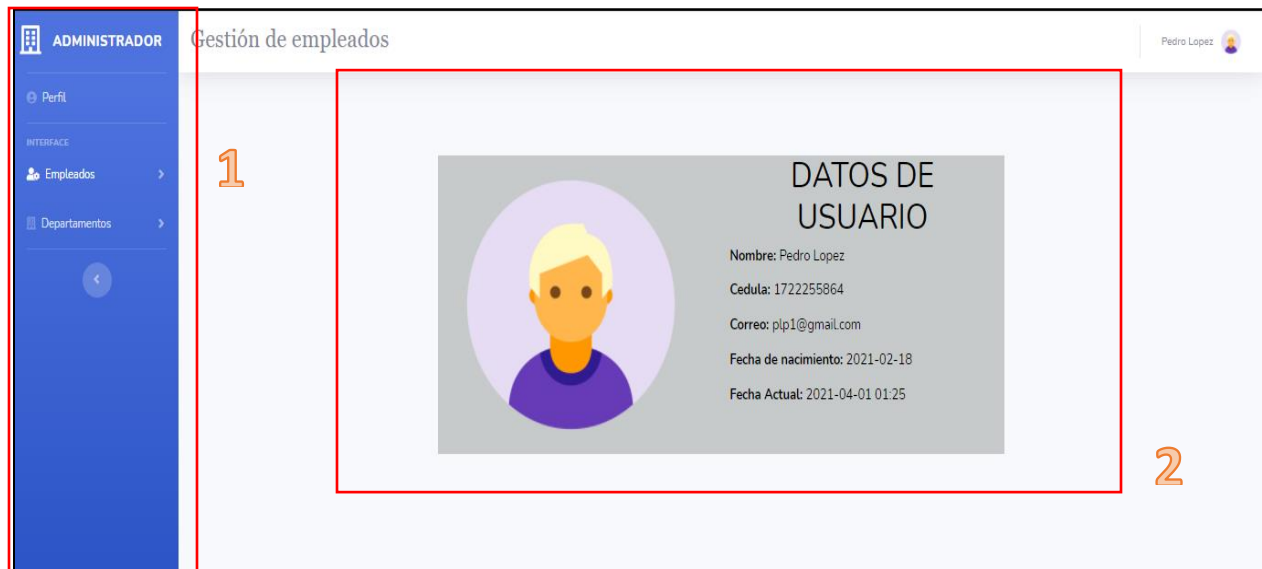 ADMINISTRADOR
Gestión de empleados
Pedro Lopez
Perfil
INTERFACE
Empleados
Departamentos
1
DATOS DE
USUARIO
Nombre: Pedro Lopez
Cedula: 1722255864
Correo: plp1@gmail.com
Fecha de nacimiento: 2021-02-18
Fecha Actual: 2021-04-01 01:25
2